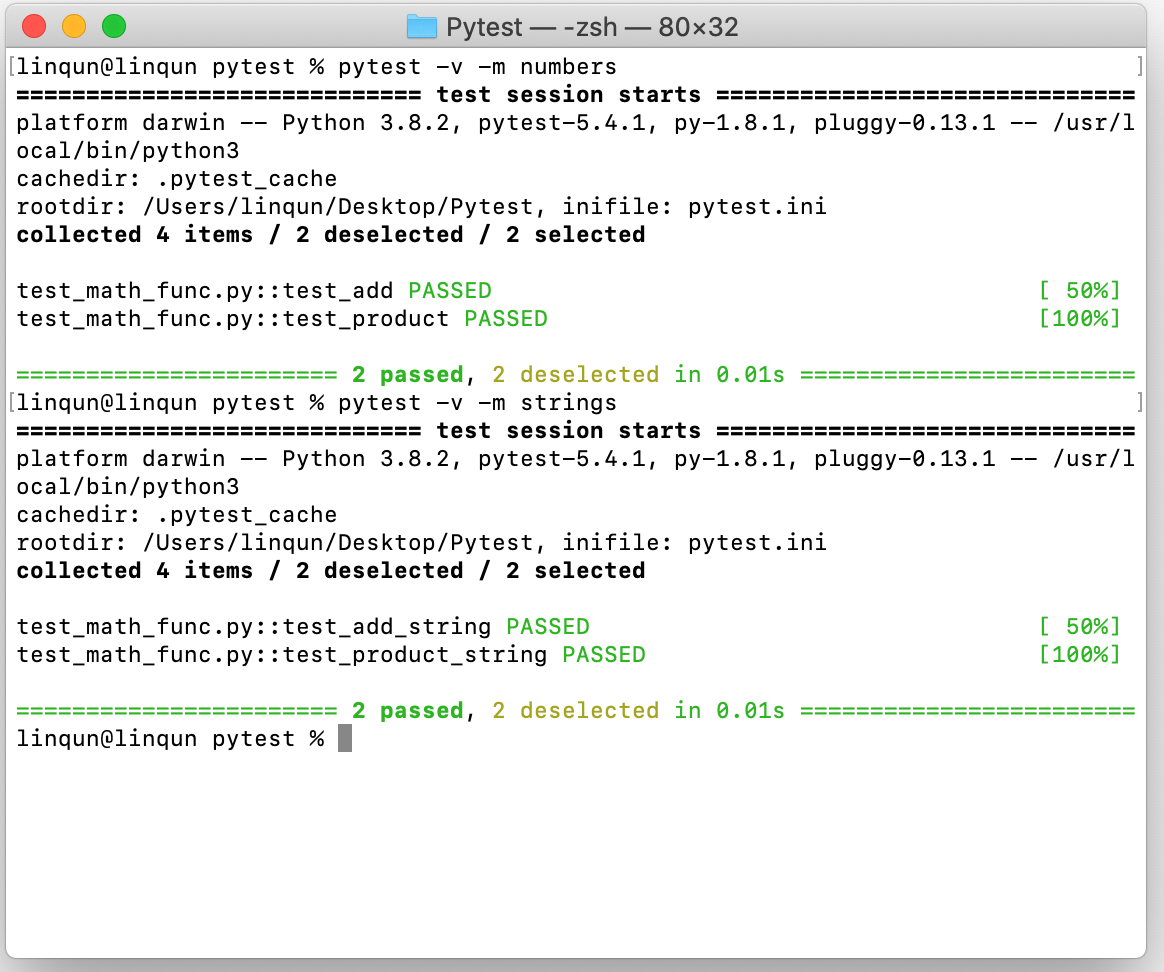 Pytest — -zsh — 80×32
[linqun@linqun pytest % pytest -v -m numbers ]
============================= test session starts ==============================
platform darwin -- Python 3.8.2, pytest-5.4.1, py-1.8.1, pluggy-0.13.1 -- /usr/l
ocal/bin/python3
cachedir: .pytest_cache
rootdir: /Users/linqun/Desktop/Pytest, inifile: pytest.ini
collected 4 items / 2 deselected / 2 selected
test_math_func.py::test_add PASSED [ 50%]
test_math_func.py::test_product PASSED [100%]
======================= 2 passed, 2 deselected in 0.01s ========================
[linqun@linqun pytest % pytest -v -m strings ]
============================= test session starts ==============================
platform darwin -- Python 3.8.2, pytest-5.4.1, py-1.8.1, pluggy-0.13.1 -- /usr/l
ocal/bin/python3
cachedir: .pytest_cache
rootdir: /Users/linqun/Desktop/Pytest, inifile: pytest.ini
collected 4 items / 2 deselected / 2 selected
test_math_func.py::test_add_string PASSED [ 50%]
test_math_func.py::test_product_string PASSED [100%]
======================= 2 passed, 2 deselected in 0.01s ========================
linqun@linqun pytest %